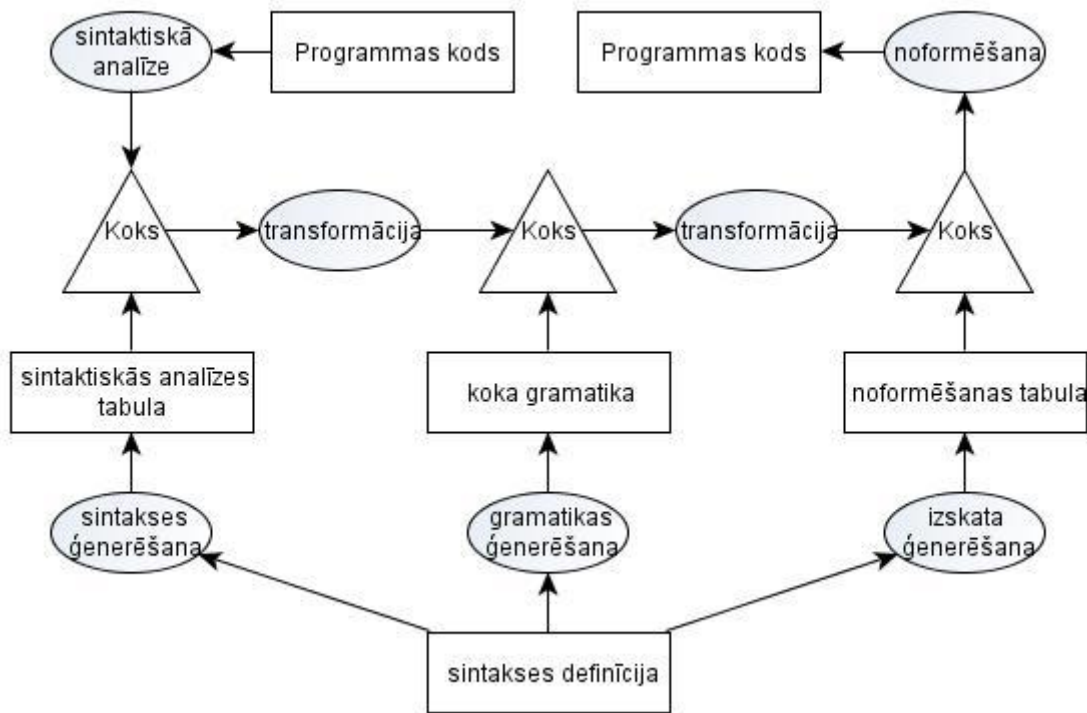 sintaktiskā
analīze
Programmas kods
Programmas kods
noformēšana
Koks
transformācija
Koks
transformācija
Koks
sintaktiskās analīzes
tabula
koka gramatika
noformēšanas tabula
sintakses
ģenerēšana
gramatikas
ģenerēšana
izskata
ģenerēšana
sintakses definīcija